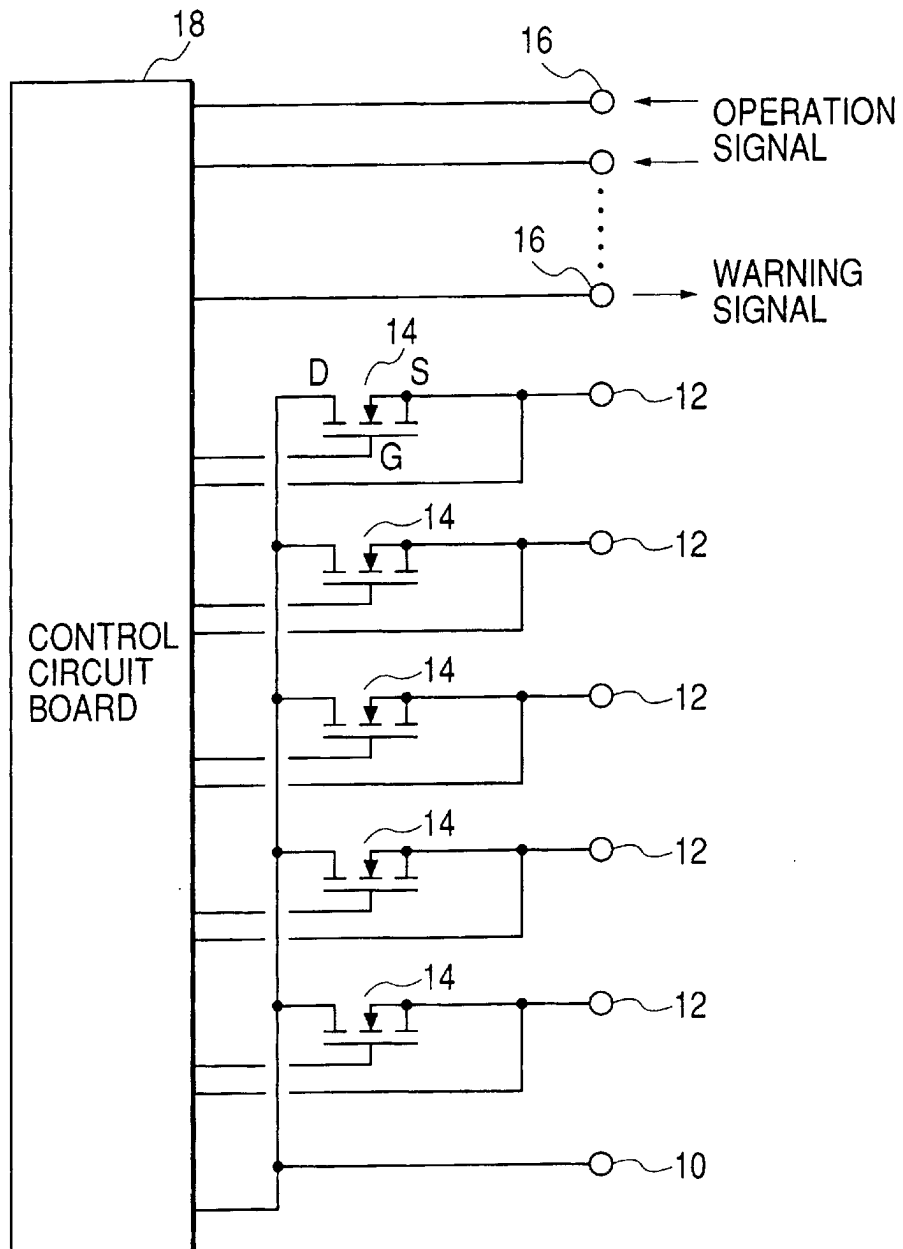 18
16
OPERATION
SIGNAL
16
WARNING
SIGNAL
14
D
S
12
G
14
12
CONTROL
CIRCUIT
BOARD
14
12
14
12
14
12
10